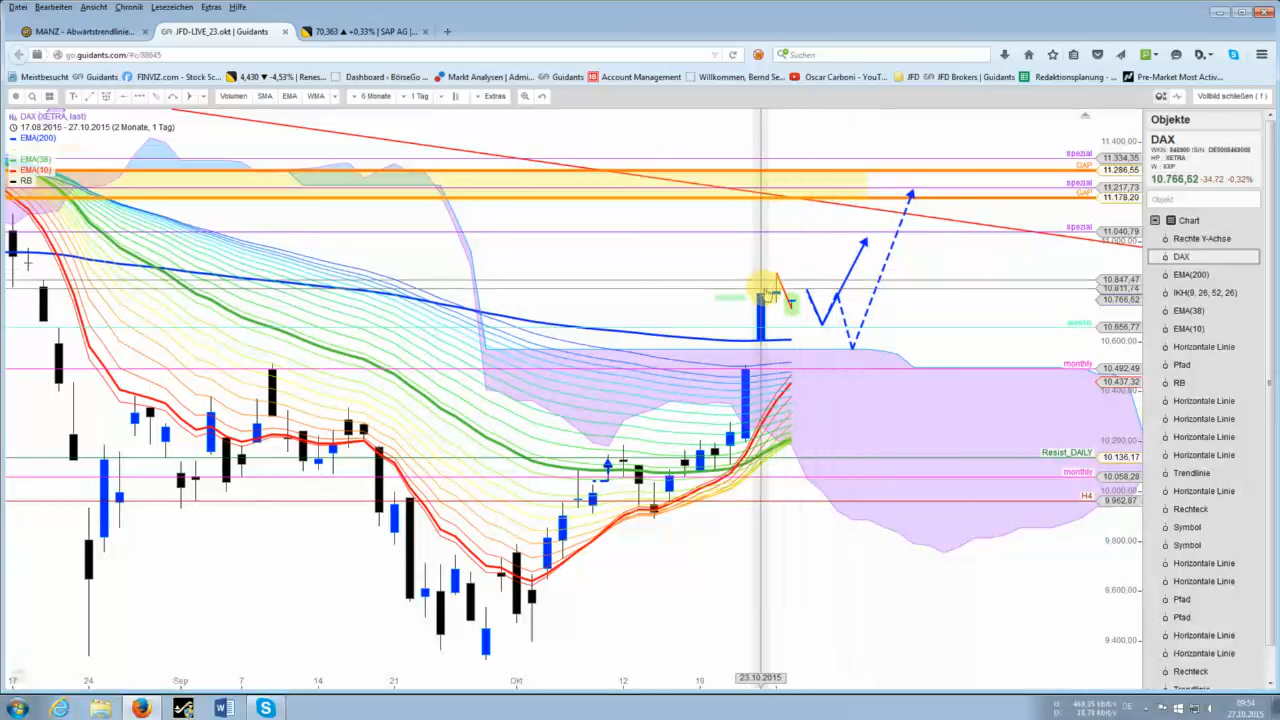 Datei Bearbeiten Ansicht Chronik Lesezeichen Extras Hilfe
MANZ - Abwärtstrendlinie... JFD-LIVE_23.okt | Guidants 70,363 ▲ +0,33% | SAP AG | ...
go.guidants.com/#c/88645 Suchen
Meistbesucht Guidants FINVIZ.com - Stock Sc... 4,430 -4,53% | Renes... Dashboard ‹ BörseGo ... Markt Analysen | Admi... Guidants Account Management Willkommen, Bernd Se... Oscar Carboni - YouT... JFD JFD Brokers | Guidants Redaktionsplanung - ... Pre-Market Most Activ...
Volumen SMA EMA WMA 6 Monate 1 Tag Extras Vollbild schließen ( f )
DAX (XETRA, last)
17.08.2015 - 27.10.2015 (2 Monate, 1 Tag)
EMA(200)
EMA(38)
EMA(10)
RB
11.400,00
spezial 11.334,35
GAP 11.286,55
spezial 11.217,73
GAP 11.178,20
spezial 11.040,79
11.000,00
10.847,47
10.811,74
10.766,62
10.656,77
10.600,00
monthly 10.492,49
10.437,32
10.400,00
10.200,00
Resist_DAILY 10.136,17
monthly 10.058,28
10.000,00
H4 9.962,87
9.800,00
9.600,00
9.400,00
17 24 Sep 7 14 21 Okt 12 19 23.10.2015
Objekte
DAX
WKN: 846900 ISIN: DE0008469008
HP: XETRA
W: EXP
10.766,62 -34.72 -0,32%
Objekt
Chart
Rechte Y-Achse
DAX
EMA(200)
IKH(9, 26, 52, 26)
EMA(38)
EMA(10)
Horizontale Linie
Pfad
RB
Horizontale Linie
Horizontale Linie
Horizontale Linie
Horizontale Linie
Trendlinie
Horizontale Linie
Rechteck
Symbol
Symbol
Horizontale Linie
Horizontale Linie
Pfad
Pfad
Horizontale Linie
Horizontale Linie
Rechteck
Trendlinie
DE
09:54
27.10.2015